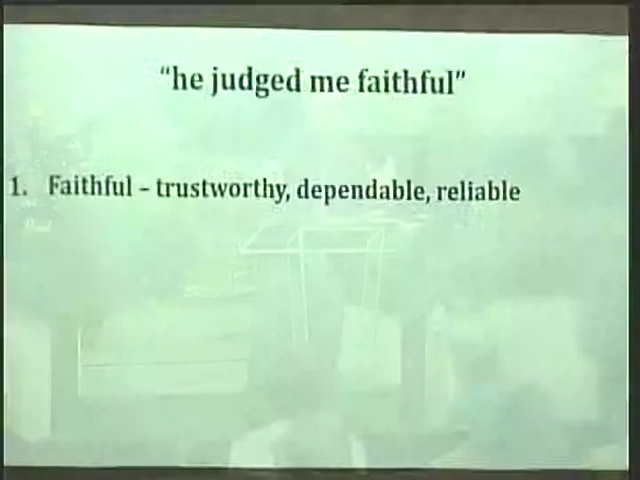 “he judged me faithful”
1. Faithful – trustworthy, dependable, reliable